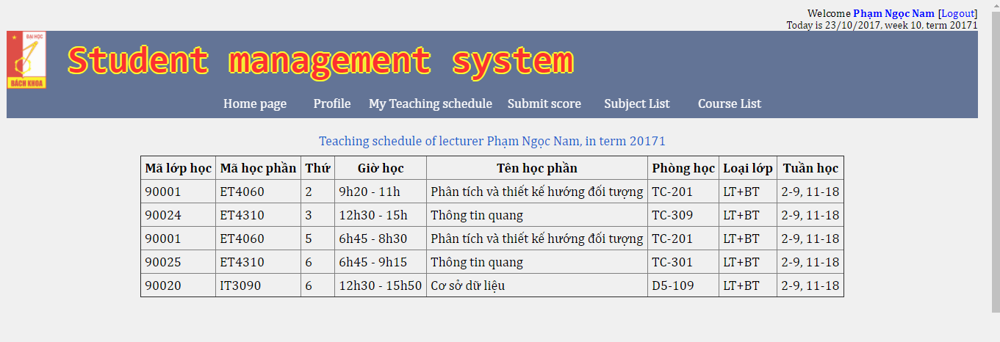 Welcome Phạm Ngọc Nam [Logout]
Today is 23/10/2017, week 10, term 20171
ĐẠI HỌC
BÁCH KHOA
Student management system
Home page Profile My Teaching schedule Submit score Subject List Course List
Teaching schedule of lecturer Phạm Ngọc Nam, in term 20171
Mã lớp học Mã học phần Thứ Giờ học Tên học phần Phòng học Loại lớp Tuần học
90001 ET4060 2 9h20 - 11h Phân tích và thiết kế hướng đối tượng TC-201 LT+BT 2-9, 11-18
90024 ET4310 3 12h30 - 15h Thông tin quang TC-309 LT+BT 2-9, 11-18
90001 ET4060 5 6h45 - 8h30 Phân tích và thiết kế hướng đối tượng TC-201 LT+BT 2-9, 11-18
90025 ET4310 6 6h45 - 9h15 Thông tin quang TC-301 LT+BT 2-9, 11-18
90020 IT3090 6 12h30 - 15h50 Cơ sở dữ liệu D5-109 LT+BT 2-9, 11-18